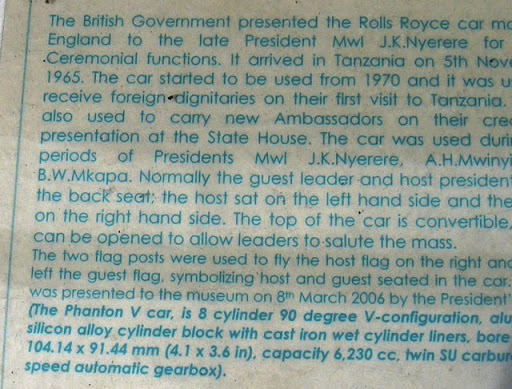 The British Government presented the Rolls Royce car
England to the late President Mwl J.K.Nyerere for
Ceremonial functions. It arrived in Tanzania on 5th
1965. The car started to be used from 1970 and it was
receive foreign dignitaries on their first visit to Tanzania.
also used to carry new Ambassadors on their
presentation at the State House. The car was used
periods of Presidents Mwl J.K.Nyerere, A.H.Mwinyi
B.W.Mkapa. Normally the guest leader and host president
the back seat; the host sat on the left hand side and the
on the right hand side. The top of the car is convertible,
can be opened to allow leaders to salute the mass.
The two flag posts were used to fly the host flag on the right and
left the guest flag, symbolizing host and guest seated in the car.
was presented to the museum on 8th March 2006 by the President'
(The Phanton V car, is 8 cylinder 90 degree V-configuration,
silicon alloy cylinder block with cast iron wet cylinder liners, bore
104.14 x 91.44 mm (4.1 x 3.6 in), capacity 6,230 cc, twin SU
speed automatic gearbox).